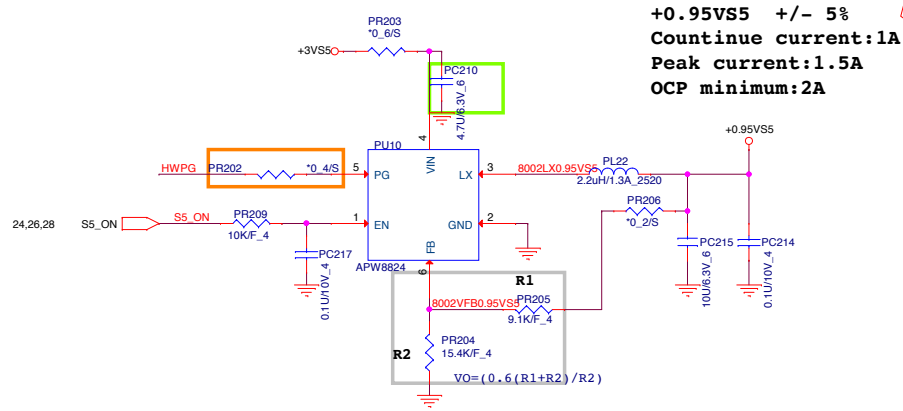 +0.95VS5 +/- 5%
Countinue current:1A
Peak current:1.5A
OCP minimum:2A
PR203
*0_6/S
+3VS5
PC210
4.7U/6.3V_6
+0.95VS5
4
PU10
HWPG
PR202
*0_4/S
5
PG
VIN
LX
3
8002LX0.95VS5
PL22
2.2uH/1.3A_2520
PR206
*0_2/S
24,26,28
S5_ON
S5_ON
PR209
10K/F_4
1
EN
GND
2
PC217
0.1U/10V_4
FB
APW8824
6
PC215
10U/6.3V_6
PC214
0.1U/10V_4
R1
8002VFB0.95VS5
PR205
9.1K/F_4
R2
PR204
15.4K/F_4
VO=(0.6(R1+R2)/R2)